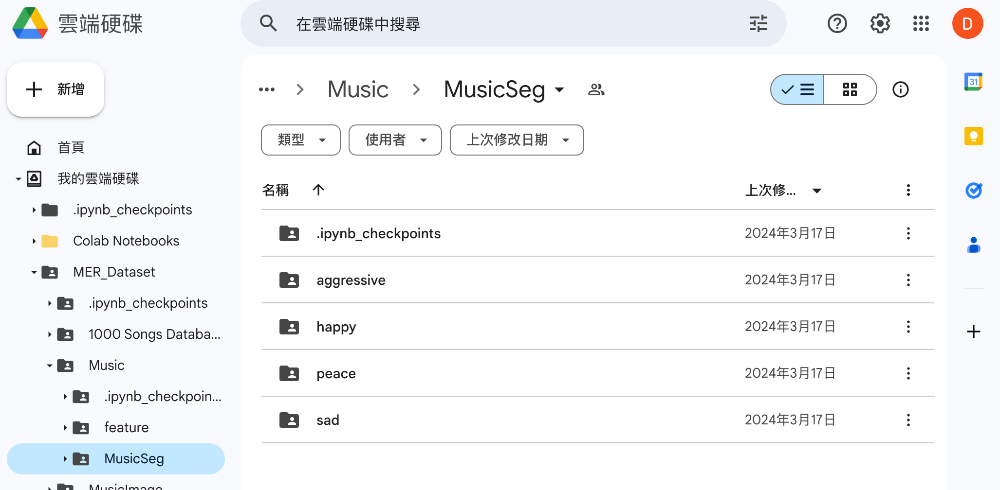 雲端硬碟
在雲端硬碟中搜尋
D
新增
首頁
我的雲端硬碟
.ipynb_checkpoints
Colab Notebooks
MER_Dataset
.ipynb_checkpoints
1000 Songs Databa...
Music
.ipynb_checkpoin...
feature
MusicSeg
MusicImage
Music
MusicSeg
類型
使用者
上次修改日期
名稱 上次修...
.ipynb_checkpoints 2024年3月17日
aggressive 2024年3月17日
happy 2024年3月17日
peace 2024年3月17日
sad 2024年3月17日
31